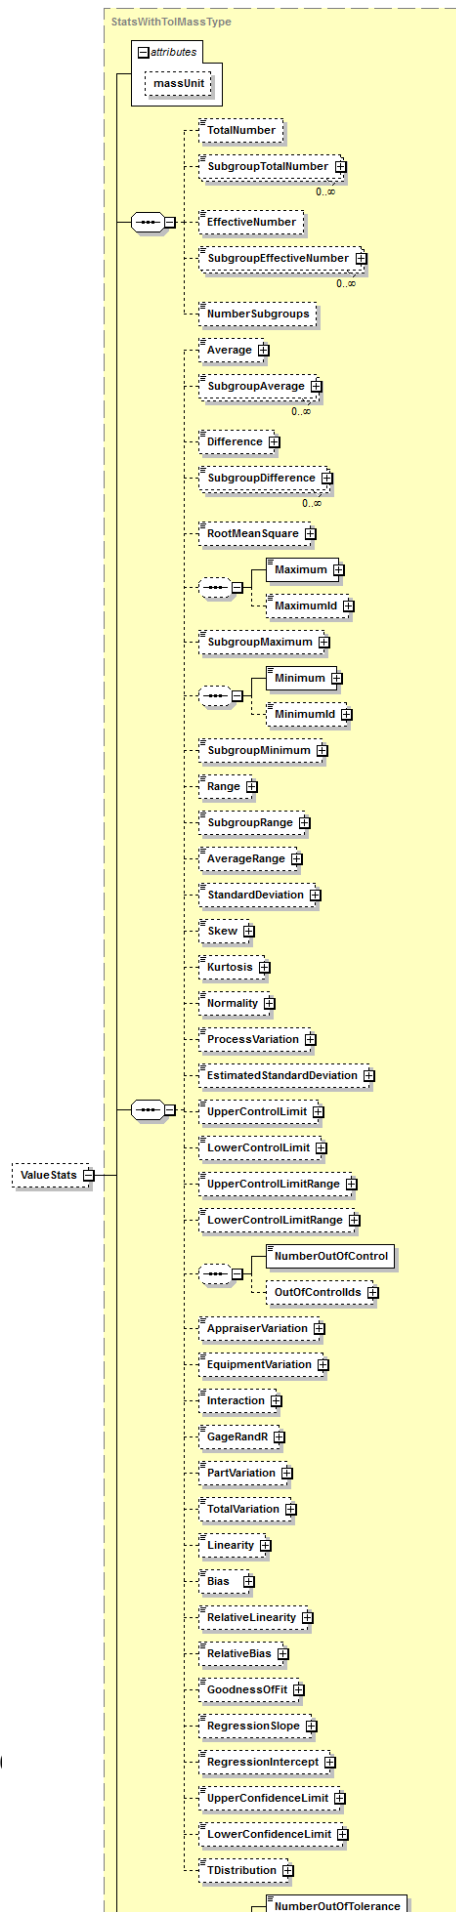 StatsWithTolMassType
attributes
massUnit
TotalNumber
SubgroupTotalNumber
0..∞
EffectiveNumber
SubgroupEffectiveNumber
0..∞
NumberSubgroups
Average
SubgroupAverage
0..∞
Difference
SubgroupDifference
0..∞
RootMeanSquare
Maximum
MaximumId
SubgroupMaximum
Minimum
MinimumId
SubgroupMinimum
Range
SubgroupRange
AverageRange
StandardDeviation
Skew
Kurtosis
Normality
ProcessVariation
EstimatedStandardDeviation
UpperControlLimit
LowerControlLimit
ValueStats
UpperControlLimitRange
LowerControlLimitRange
NumberOutOfControl
OutOfControlIds
AppraiserVariation
EquipmentVariation
Interaction
GageRandR
PartVariation
TotalVariation
Linearity
Bias
RelativeLinearity
RelativeBias
GoodnessOfFit
RegressionSlope
RegressionIntercept
UpperConfidenceLimit
LowerConfidenceLimit
TDistribution
NumberOutOfTolerance